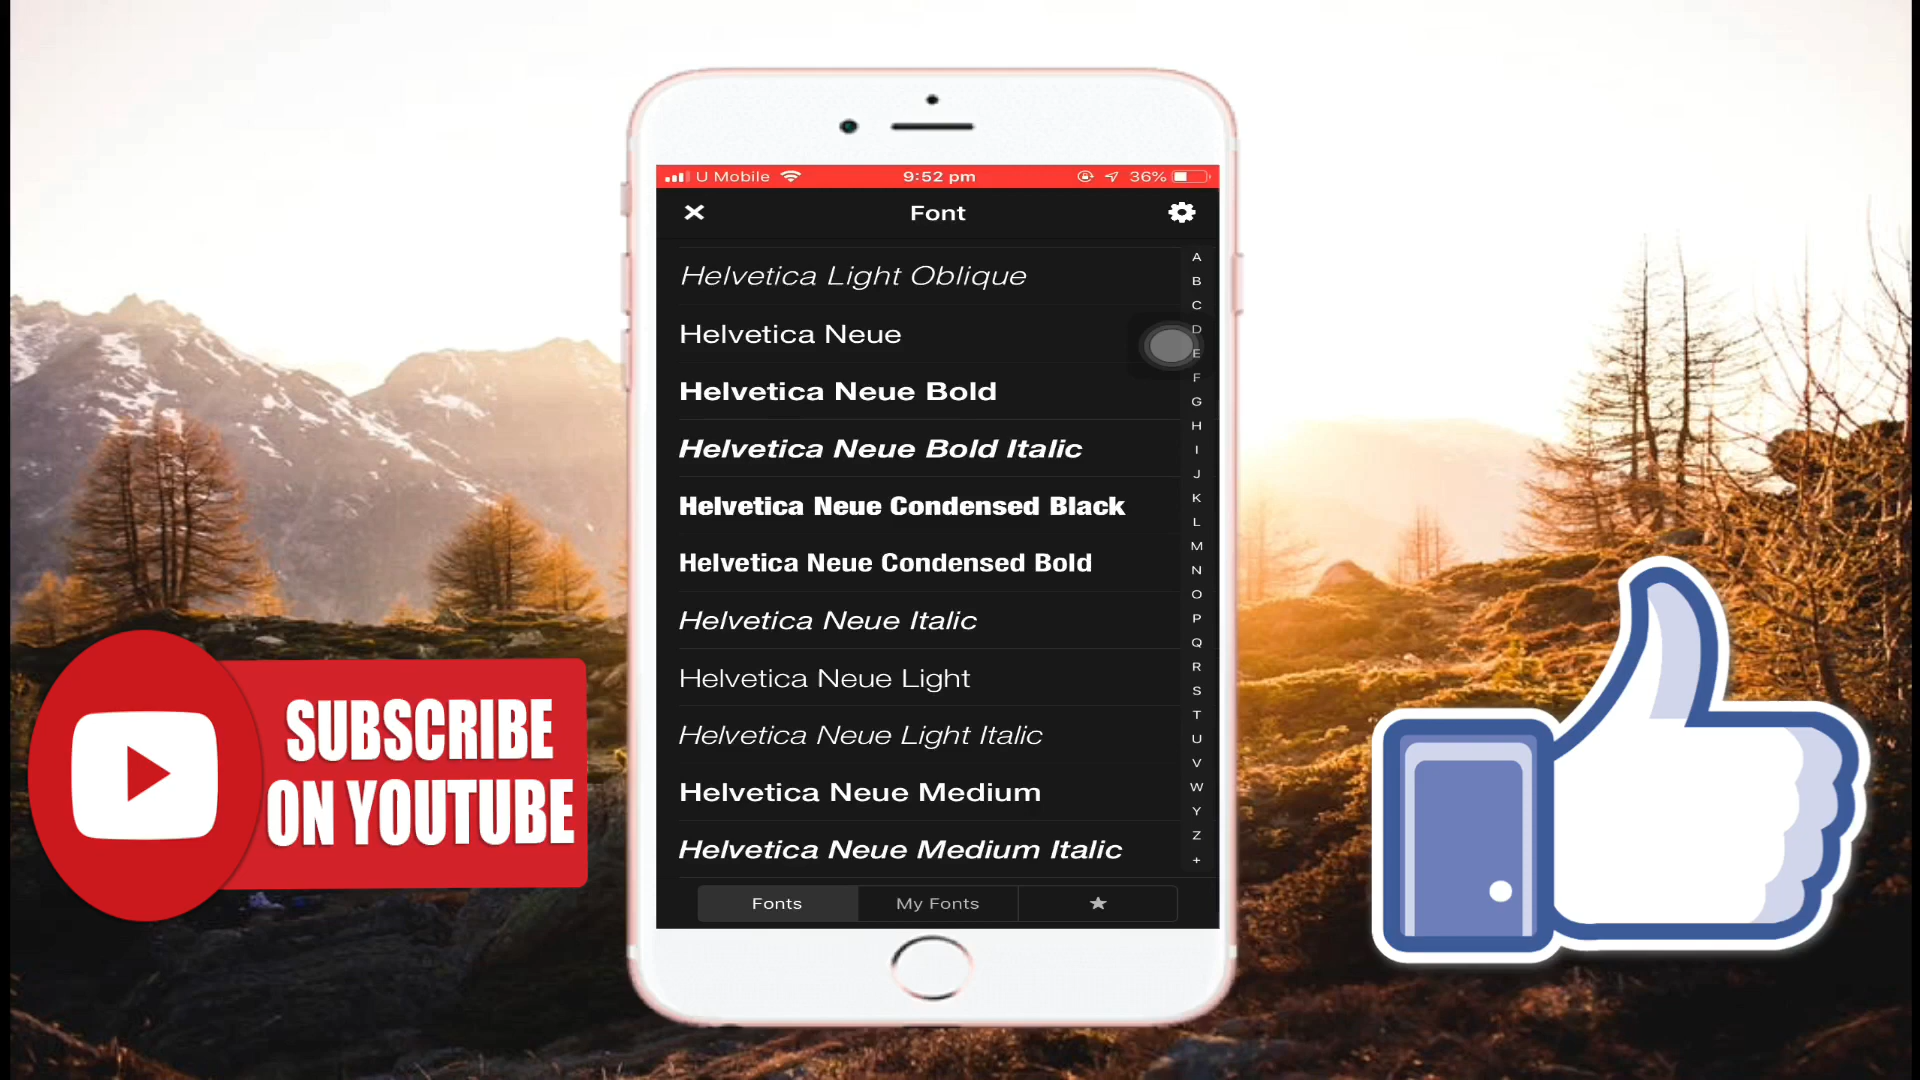 U Mobile 9:52 pm 36%
Font
Helvetica Light Oblique
Helvetica Neue
Helvetica Neue Bold
Helvetica Neue Bold Italic
Helvetica Neue Condensed Black
Helvetica Neue Condensed Bold
Helvetica Neue Italic
Helvetica Neue Light
Helvetica Neue Light Italic
Helvetica Neue Medium
Helvetica Neue Medium Italic
A
B
C
D
E
F
G
H
I
J
K
L
M
N
O
P
Q
R
S
T
U
V
W
Y
Z
+
Fonts My Fonts
SUBSCRIBE
ON YOUTUBE